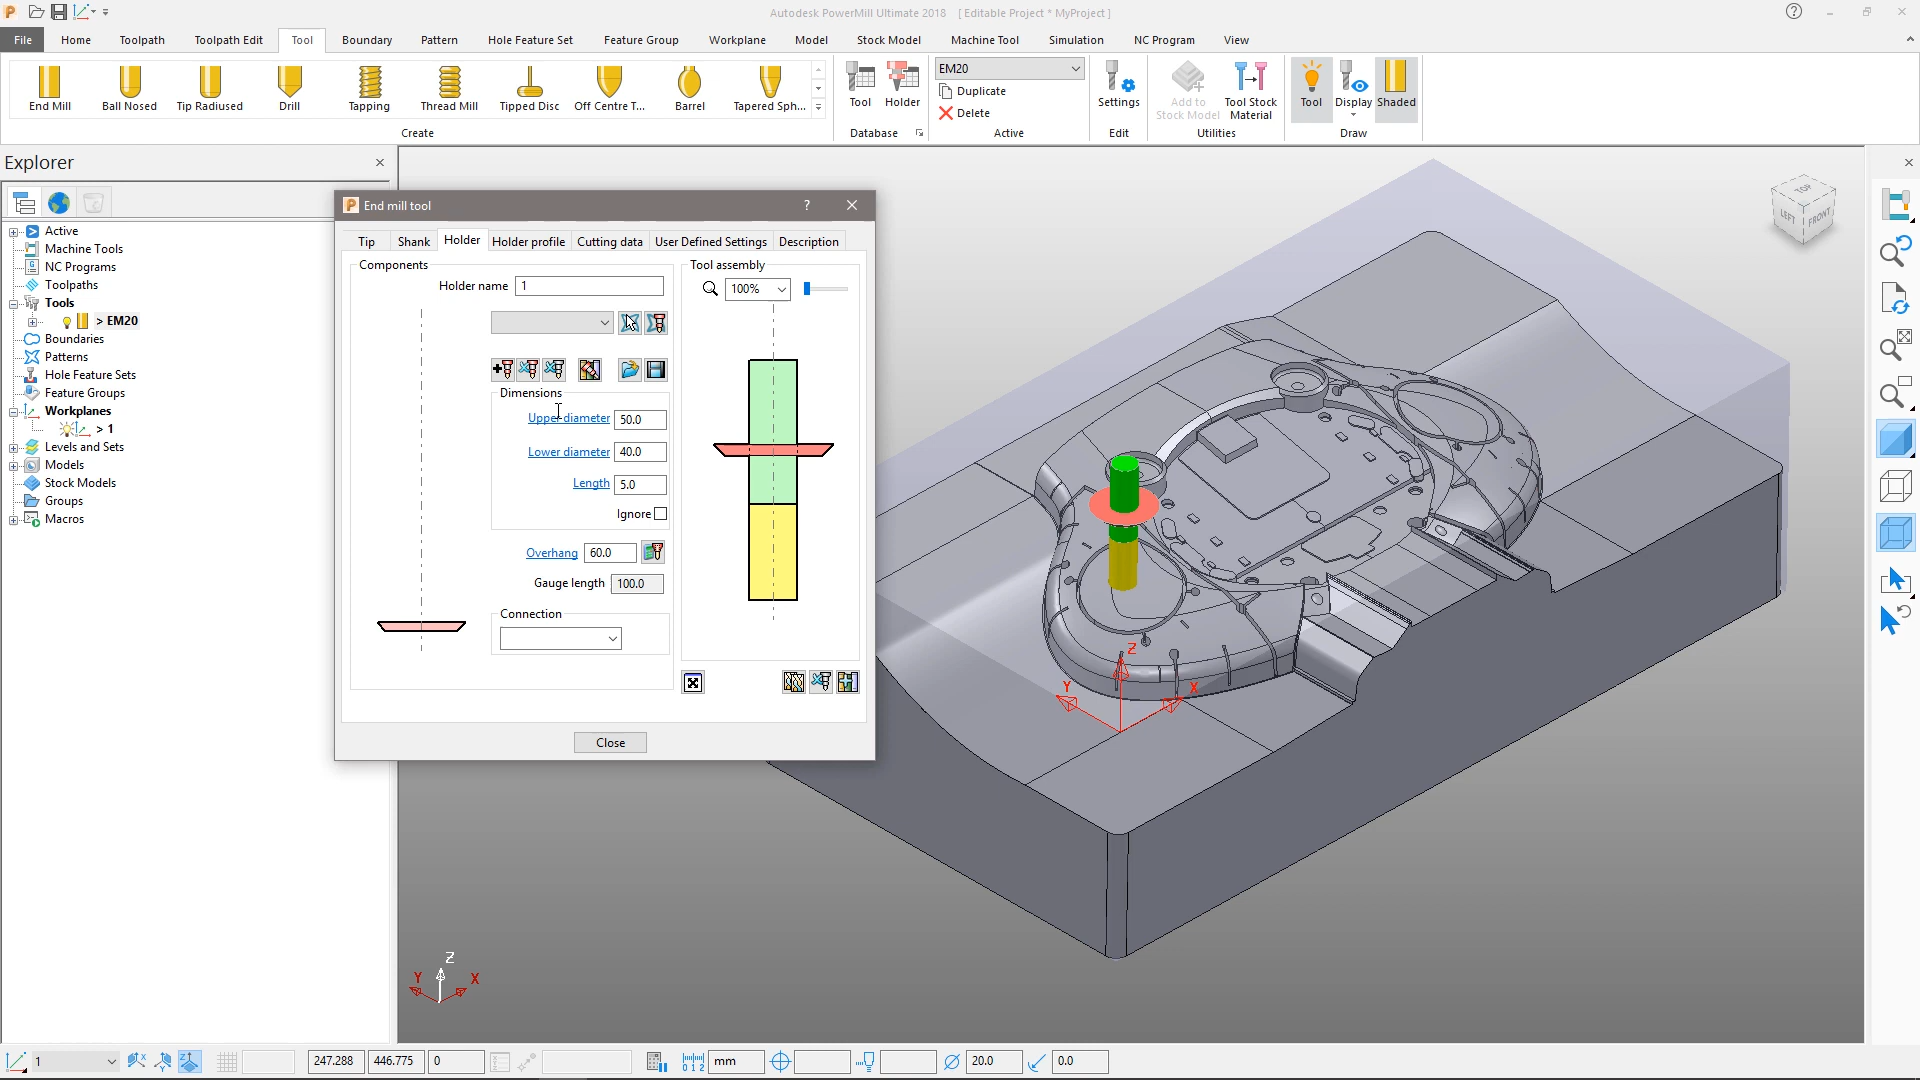 Autodesk PowerMill Ultimate 2018 [ Editable Project * MyProject ]
File Home Toolpath Toolpath Edit Tool Boundary Pattern Hole Feature Set Feature Group Workplane Model Stock Model Machine Tool Simulation NC Program View
End Mill Ball Nosed Tip Radiused Drill Tapping Thread Mill Tipped Disc Off Centre T... Barrel Tapered Sph...
Create
Tool Holder
Database
EM20
Duplicate
Delete
Active
Settings
Edit
Add to Stock Model
Tool Stock Material
Utilities
Tool Display Shaded
Draw
Explorer
Active
Machine Tools
NC Programs
Toolpaths
Tools
> EM20
Boundaries
Patterns
Hole Feature Sets
Feature Groups
Workplanes
> 1
Levels and Sets
Models
Stock Models
Groups
Macros
End mill tool ?
Tip Shank Holder Holder profile Cutting data User Defined Settings Description
Components
Holder name 1
Dimensions
Upper diameter 50.0
Lower diameter 40.0
Length 5.0
Ignore
Overhang 60.0
Gauge length 100.0
Connection
Tool assembly
100%
Close
TOP
LEFT FRONT
Z
Y X
Z
Y X
1 247.288 446.775 0 mm 20.0 0.0